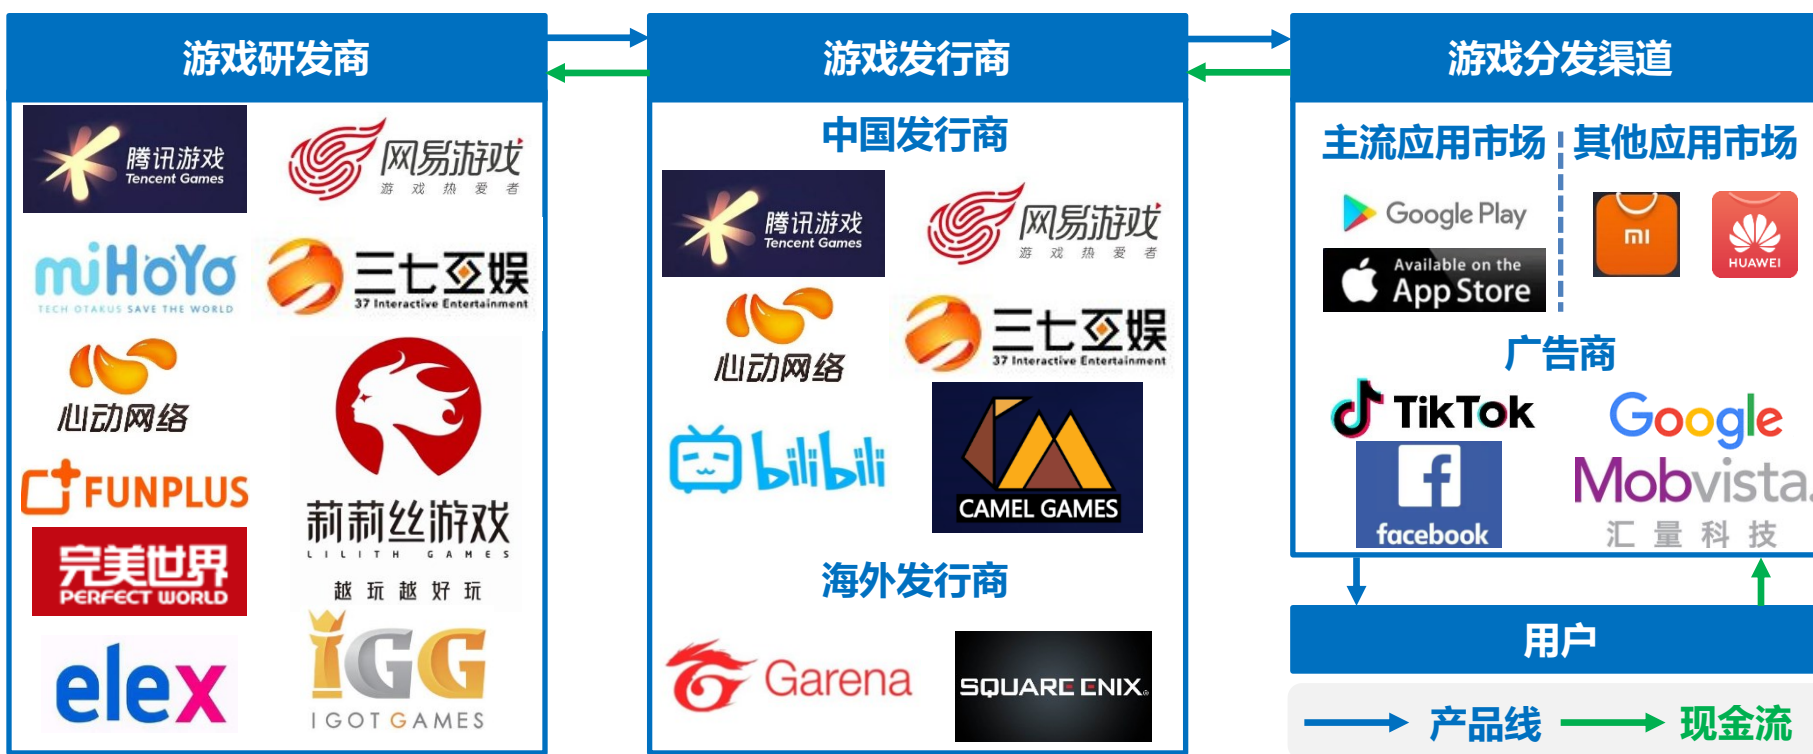 游戏研发商
腾讯游戏
Tencent Games
网易游戏
游戏热爱者
miHoYo
TECH OTAKUS SAVE THE WORLD
三七互娱
37 Interactive Entertainment
心动网络
FUNPLUS
莉莉丝游戏
LILITH GAMES
越玩越好玩
完美世界
PERFECT WORLD
elex
IGG
I GOT GAMES
游戏发行商
中国发行商
腾讯游戏
Tencent Games
网易游戏
游戏热爱者
心动网络
三七互娱
37 Interactive Entertainment
bilibili
CAMEL GAMES
海外发行商
Garena
SQUARE ENIX®
游戏分发渠道
主流应用市场
其他应用市场
Google Play
Available on the
App Store
MI
HUAWEI
广告商
TikTok
Google
f
facebook
Mobvista.
汇量科技
用户
产品线
现金流